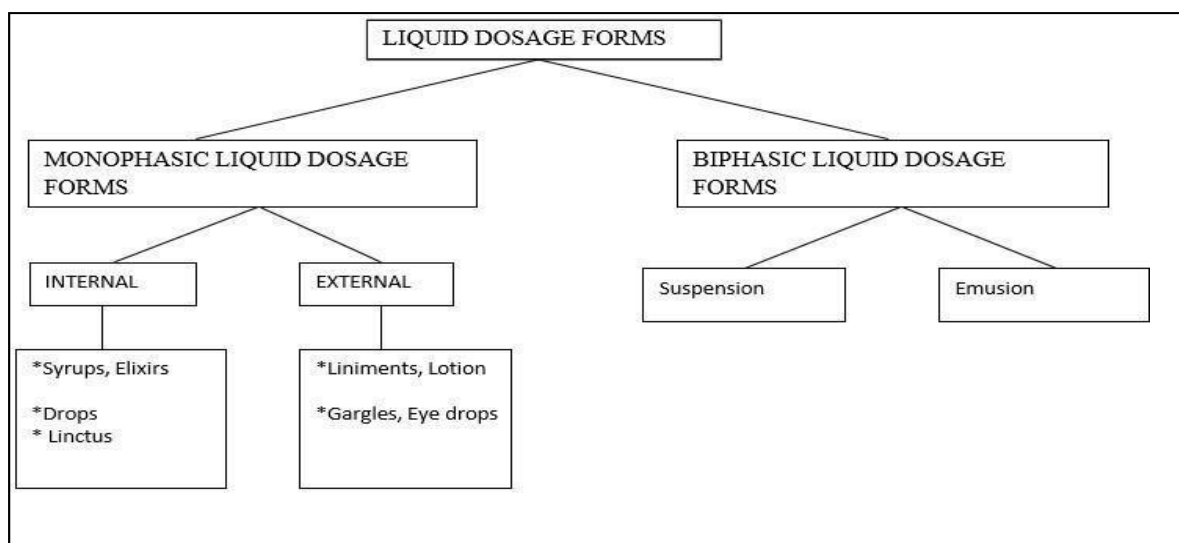 LIQUID DOSAGE FORMS
MONOPHASIC LIQUID DOSAGE
FORMS
BIPHASIC LIQUID DOSAGE
FORMS
INTERNAL
EXTERNAL
Suspension
Emusion
*Syrups, Elixirs
*Drops
* Linctus
*Liniments, Lotion
*Gargles, Eye drops